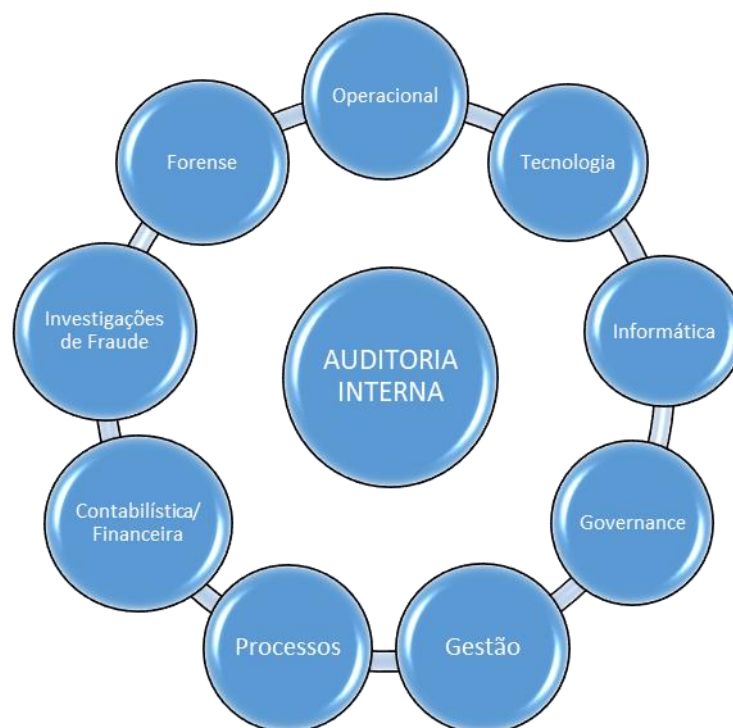 Operacional
Tecnologia
Informática
Governance
Gestão
Processos
Contabilística/
Financeira
Investigações
de Fraude
Forense
AUDITORIA
INTERNA